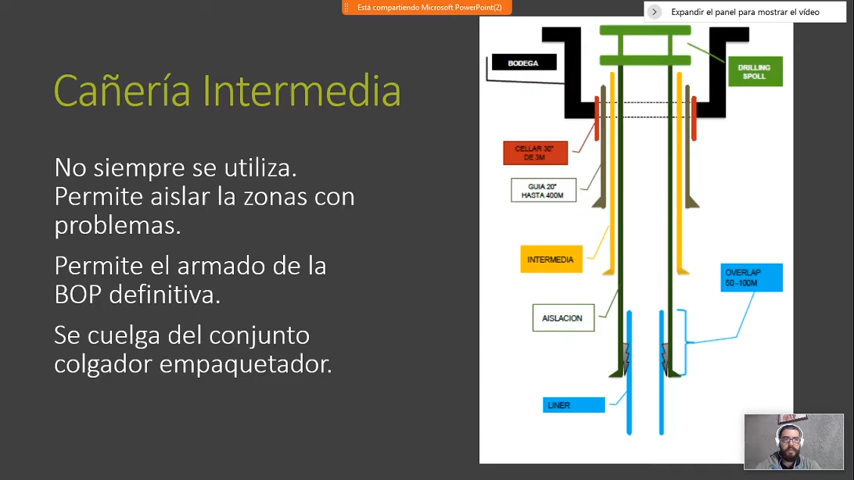 Está compartiendo Microsoft PowerPoint(2)
Expandir el panel para mostrar el vídeo
Cañería Intermedia
No siempre se utiliza.
Permite aislar la zonas con
problemas.
Permite el armado de la
BOP definitiva.
Se cuelga del conjunto
colgador empaquetador.
BODEGA
DRILLING
SPOLL
CELLAR 30"
DE 3M
GUIA 20"
HASTA 400M
INTERMEDIA
OVERLAP
50 -100M
AISLACION
LINER